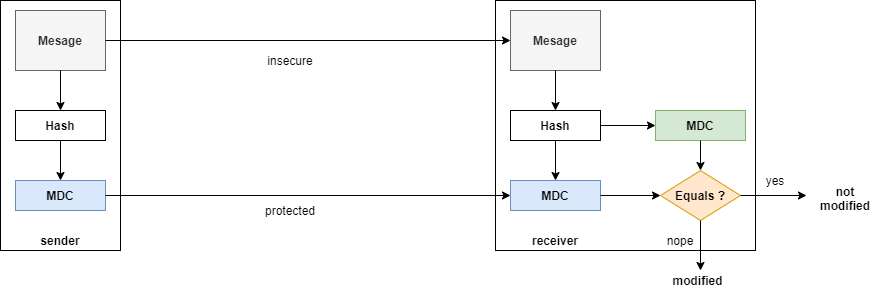 Mesage
Mesage
insecure
Hash
Hash
MDC
MDC
MDC
Equals ?
yes
not
modified
protected
sender
receiver
nope
modified